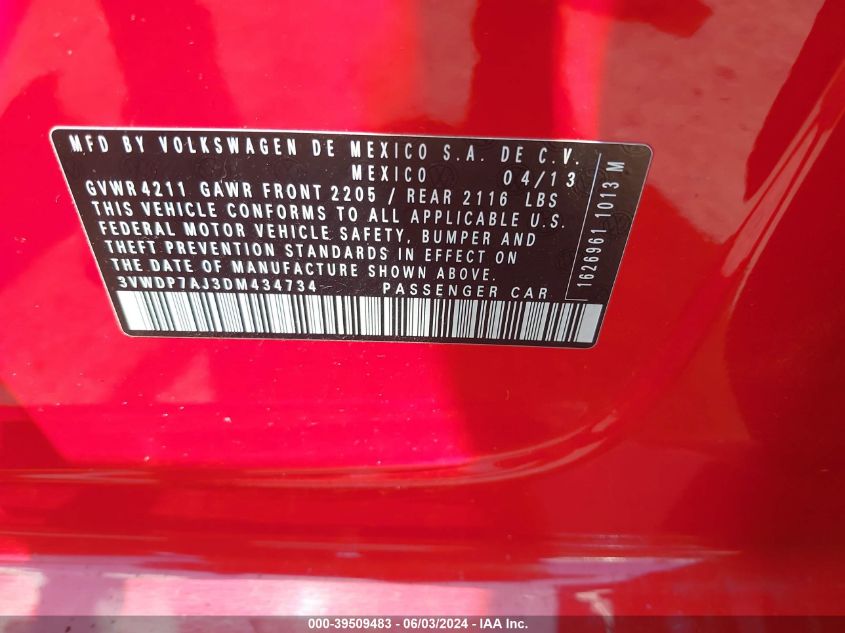 MFD BY VOLKSWAGEN DE MEXICO S.A. DE C.V.
MEXICO 04/13
GVWR 4211 GAWR FRONT 2205 / REAR 2116 LBS
THIS VEHICLE CONFORMS TO ALL APPLICABLE U.S.
FEDERAL MOTOR VEHICLE SAFETY, BUMPER AND
THEFT PREVENTION STANDARDS IN EFFECT ON
THE DATE OF MANUFACTURE SHOWN ABOVE.
3VWDP7AJ3DM434734 PASSENGER CAR
1626961 1013 M
000-39509483 - 06/03/2024 - IAA Inc.